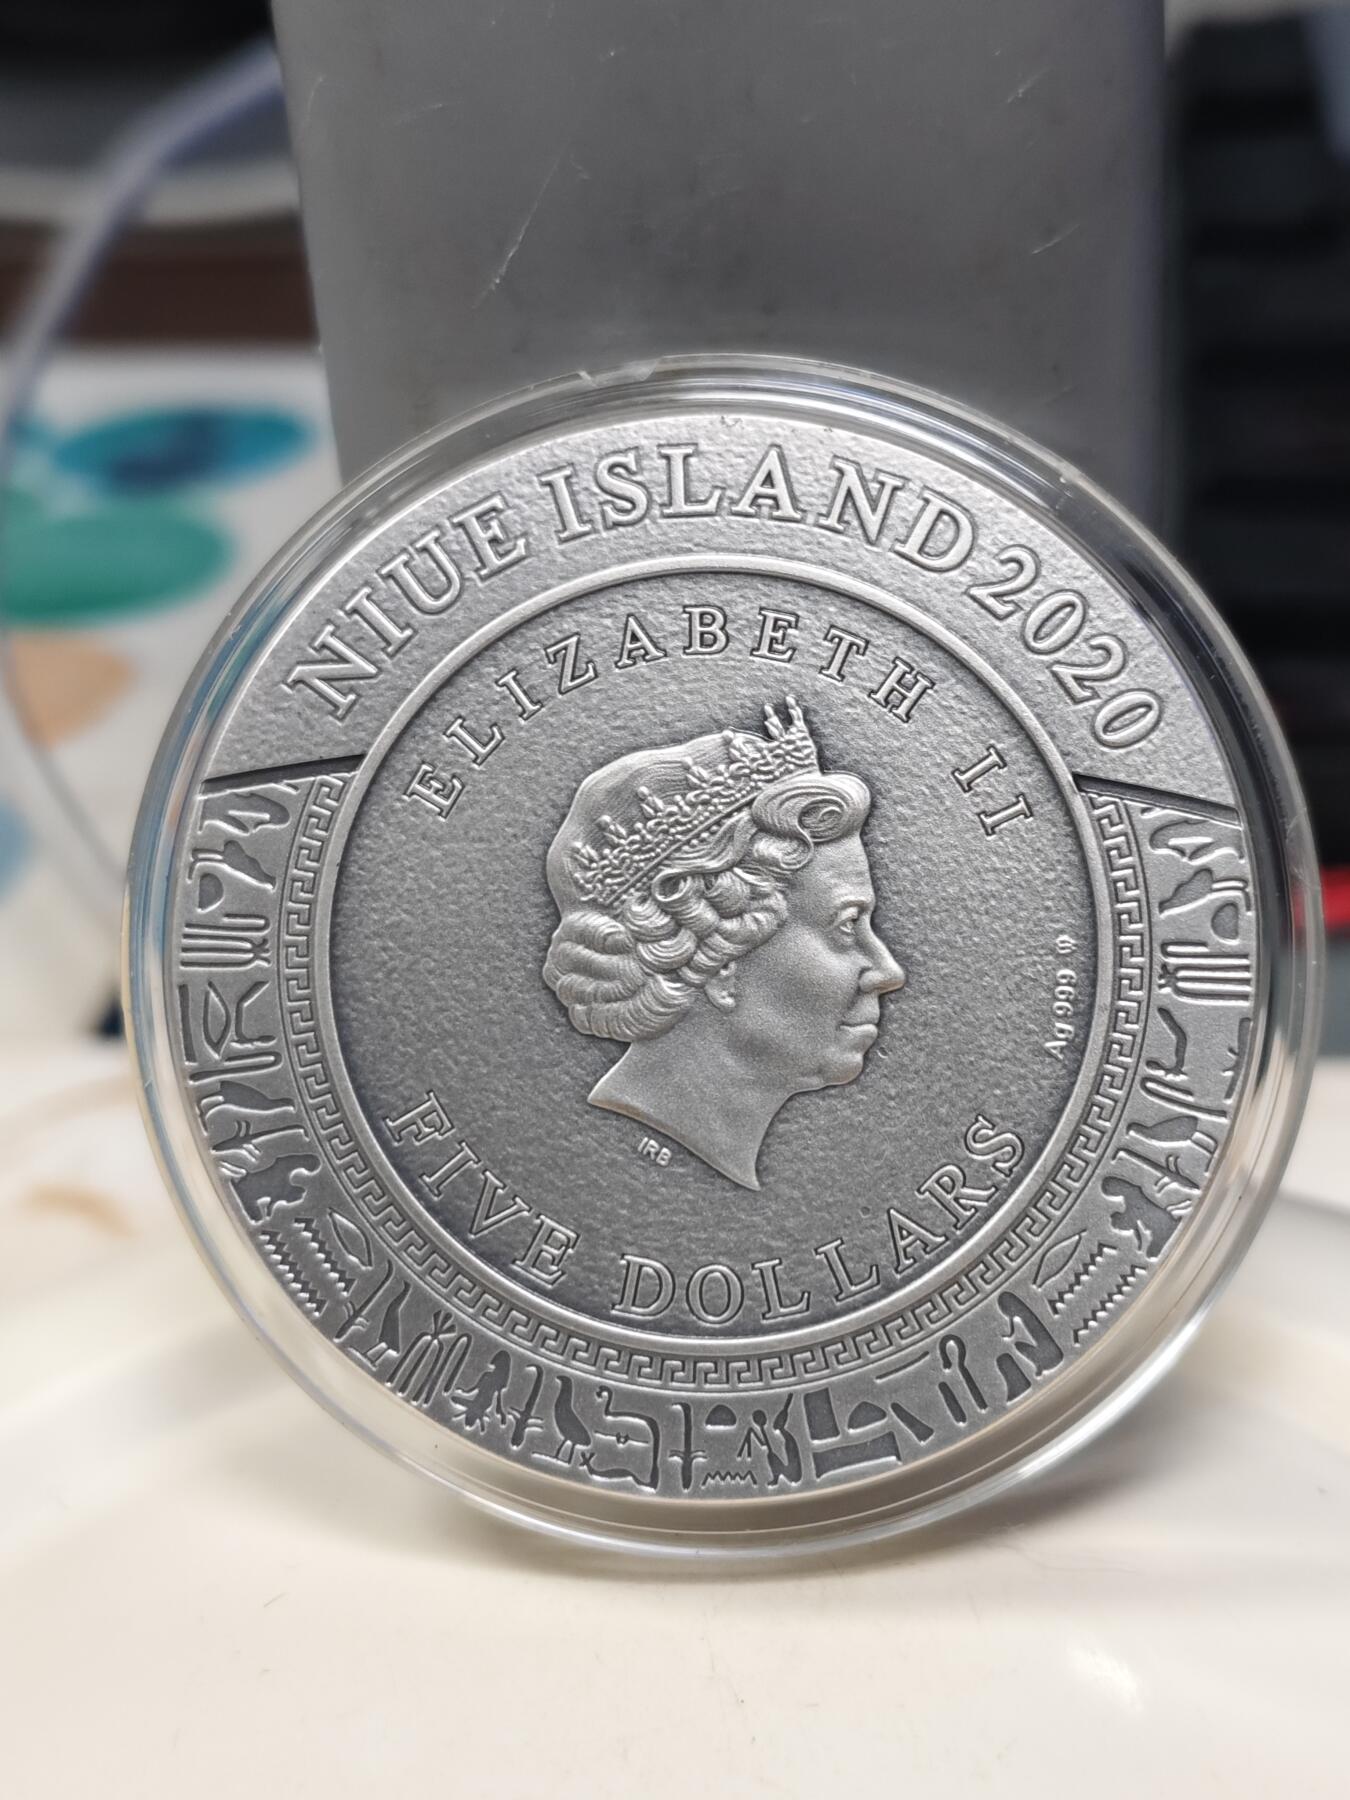 NIUE ISLAND 2020
ELIZABETH II
Ag 999
IRB
FIVE DOLLARS